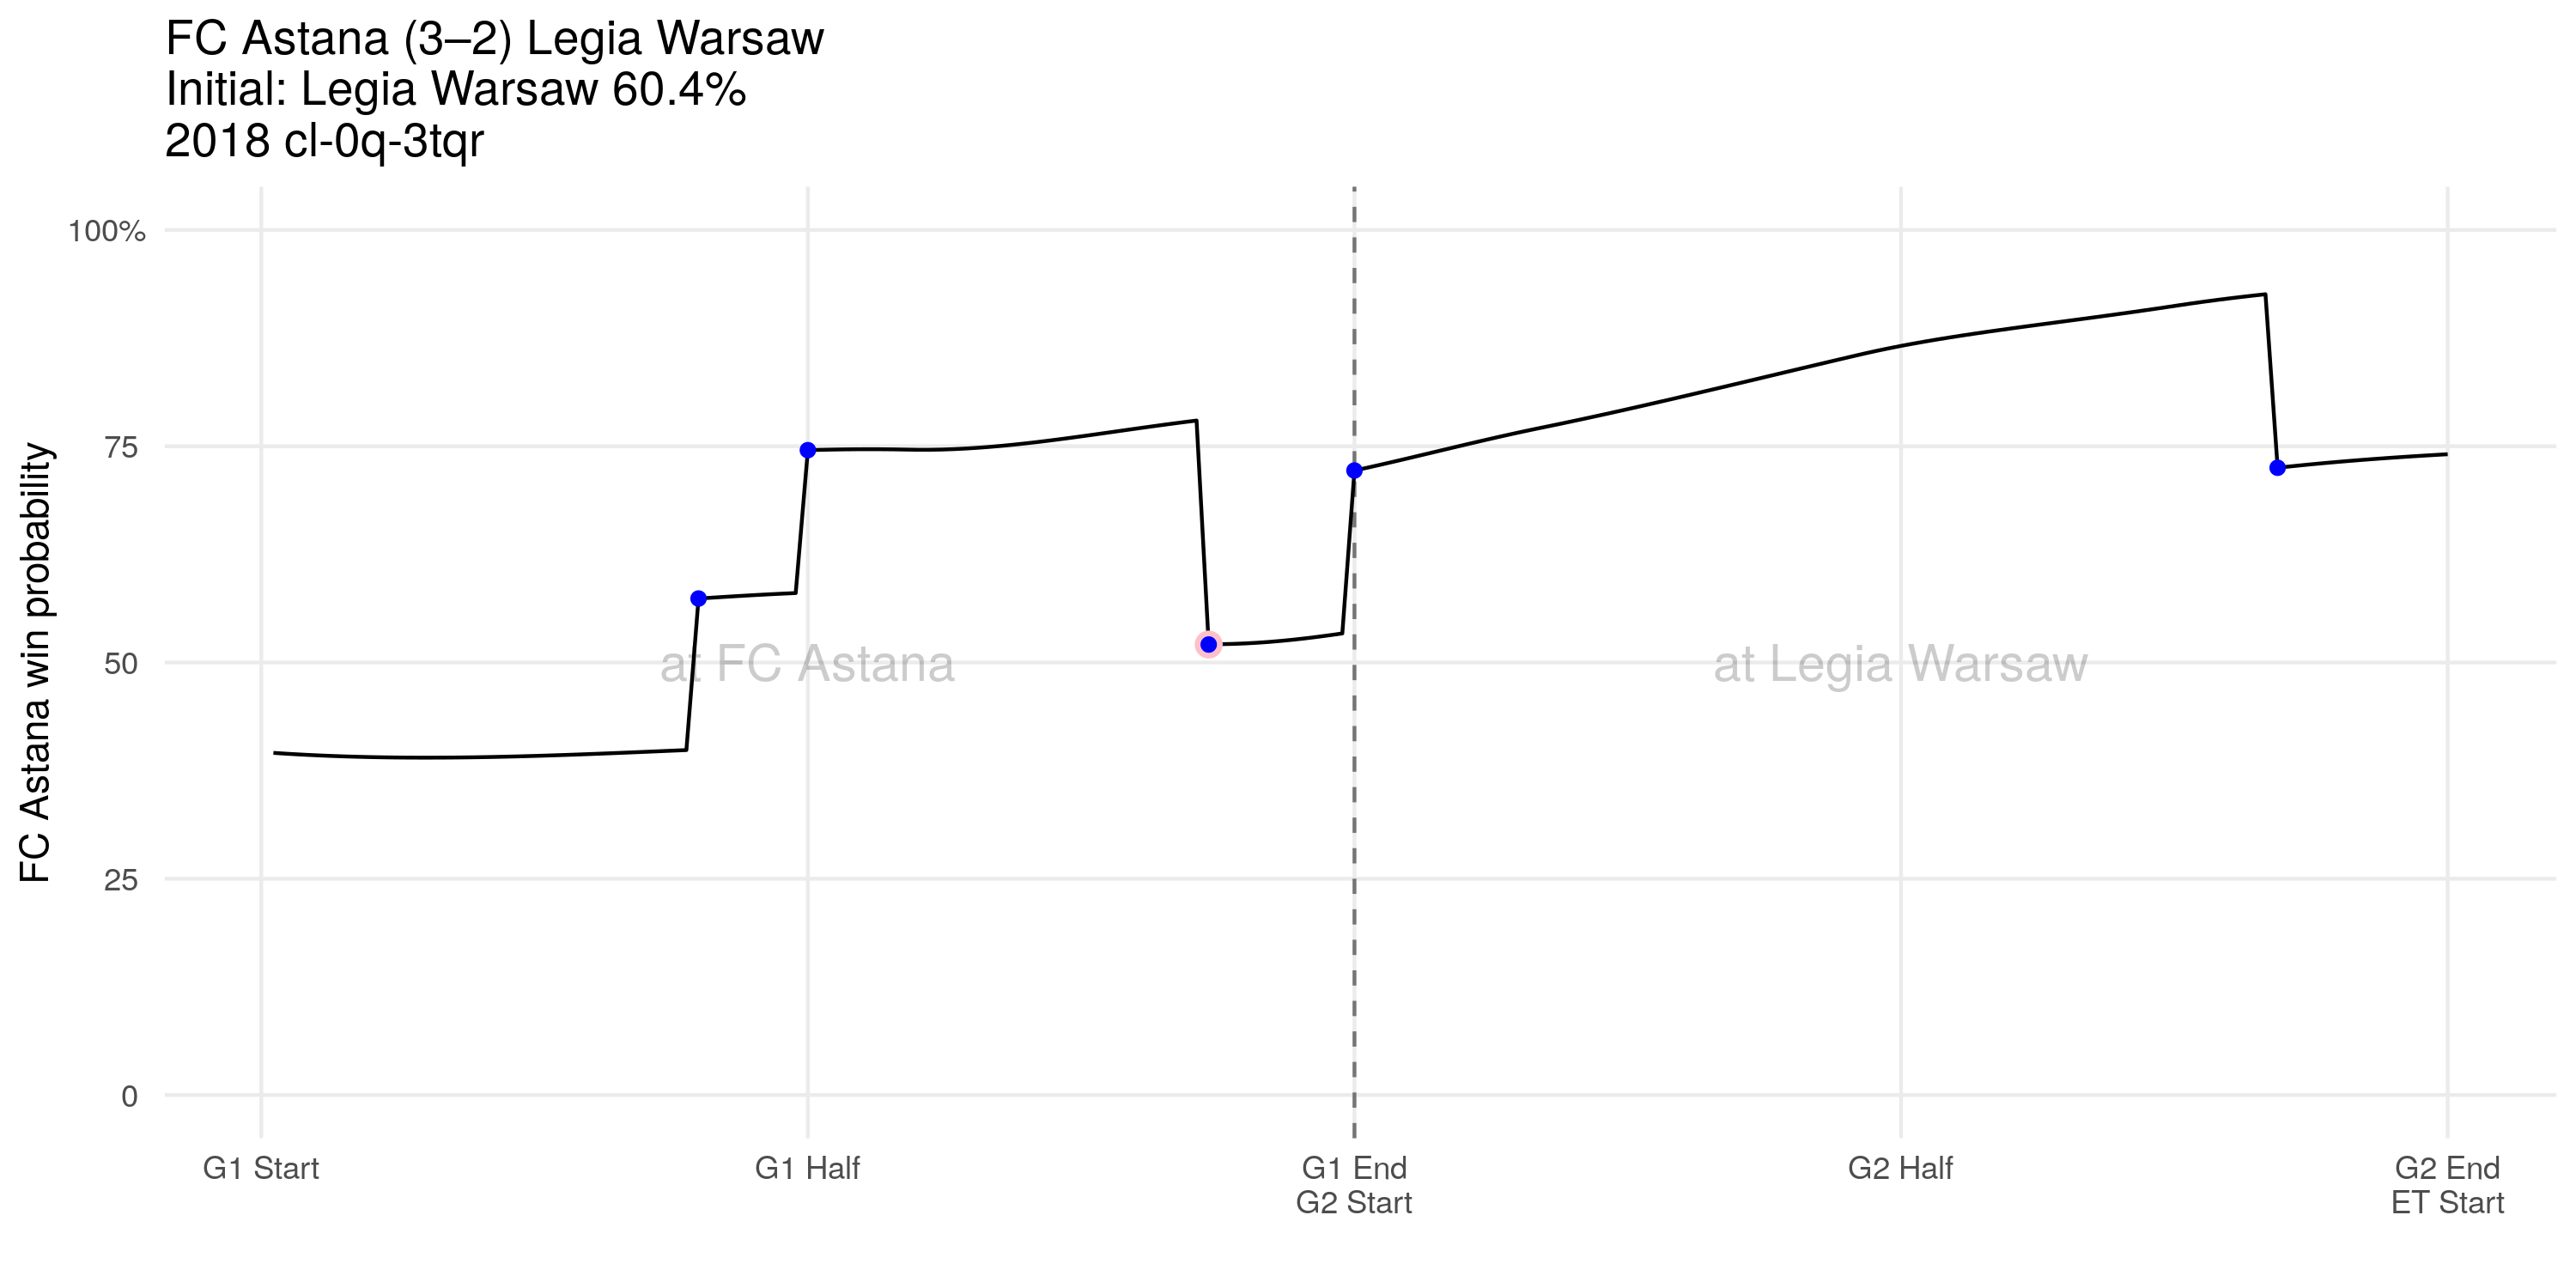 FC Astana (3–2) Legia Warsaw
Initial: Legia Warsaw 60.4%
2018 cl-0q-3tqr
FC Astana win probability
100%
75
50
25
0
at FC Astana
at Legia Warsaw
G1 Start
G1 Half
G1 End
G2 Start
G2 Half
G2 End
ET Start